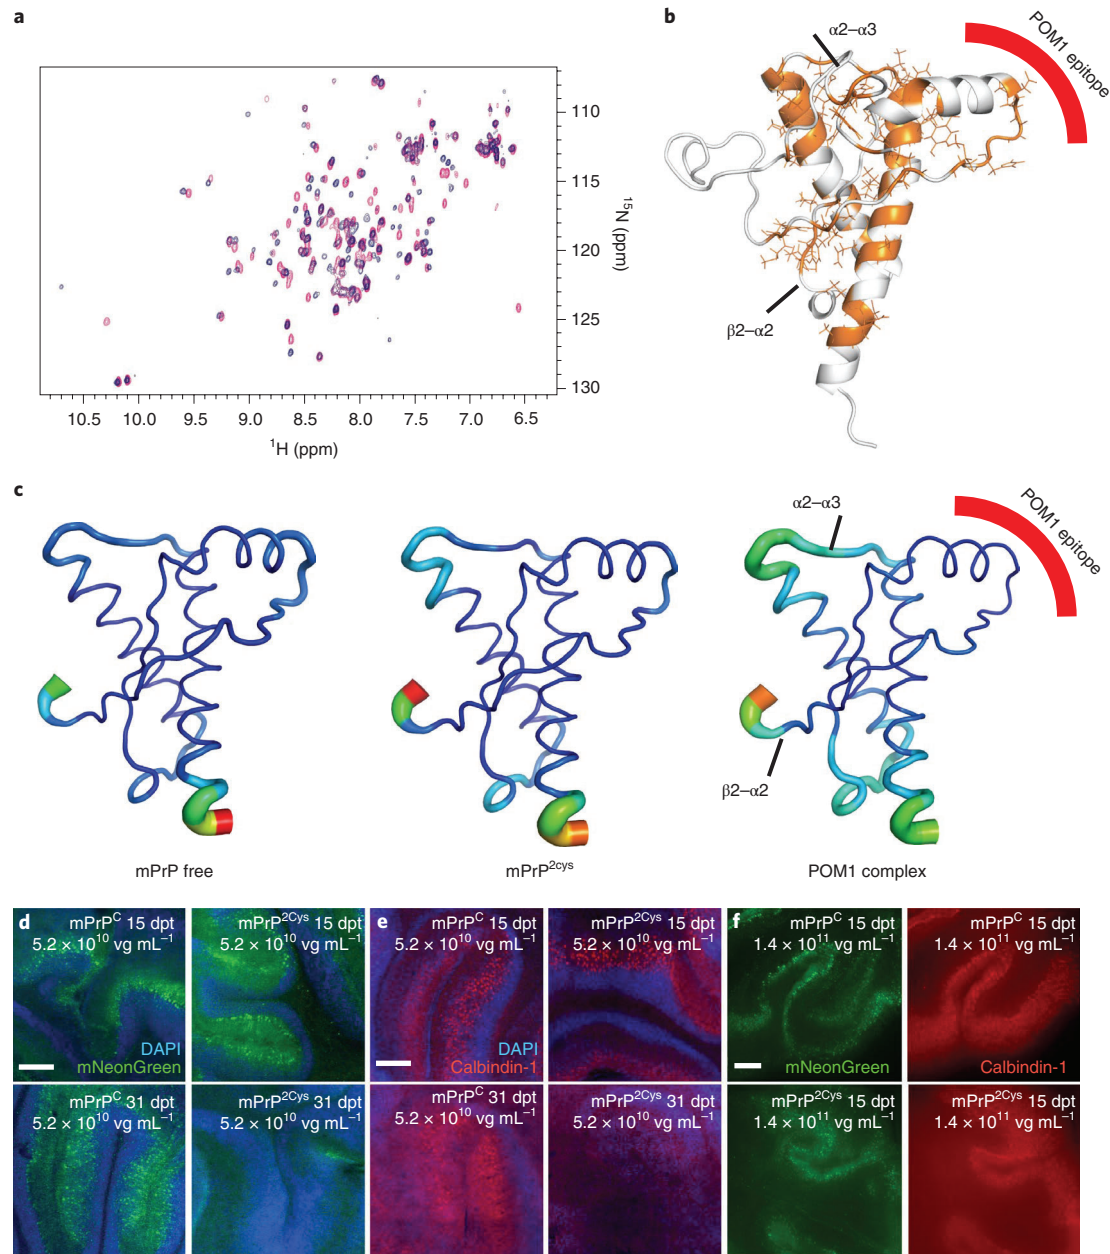 a
110
115
120
125
130
¹⁵N (ppm)
10.5 10.0 9.5 9.0 8.5 8.0 7.5 7.0 6.5
¹H (ppm)
b
α2–α3
POM1 epitope
β2–α2
c
α2–α3
POM1 epitope
β2–α2
mPrP free
mPrP²ᶜʸˢ
POM1 complex
d
mPrPᶜ 15 dpt
5.2 × 10¹⁰ vg mL⁻¹
DAPI
mNeonGreen
mPrP²ᶜʸˢ 15 dpt
5.2 × 10¹⁰ vg mL⁻¹
e
mPrPᶜ 15 dpt
5.2 × 10¹⁰ vg mL⁻¹
DAPI
Calbindin-1
mPrP²ᶜʸˢ 15 dpt
5.2 × 10¹⁰ vg mL⁻¹
f
mPrPᶜ 15 dpt
1.4 × 10¹¹ vg mL⁻¹
mNeonGreen
mPrPᶜ 15 dpt
1.4 × 10¹¹ vg mL⁻¹
Calbindin-1
mPrPᶜ 31 dpt
5.2 × 10¹⁰ vg mL⁻¹
mPrP²ᶜʸˢ 31 dpt
5.2 × 10¹⁰ vg mL⁻¹
mPrPᶜ 31 dpt
5.2 × 10¹⁰ vg mL⁻¹
mPrP²ᶜʸˢ 31 dpt
5.2 × 10¹⁰ vg mL⁻¹
mPrP²ᶜʸˢ 15 dpt
1.4 × 10¹¹ vg mL⁻¹
mPrP²ᶜʸˢ 15 dpt
1.4 × 10¹¹ vg mL⁻¹